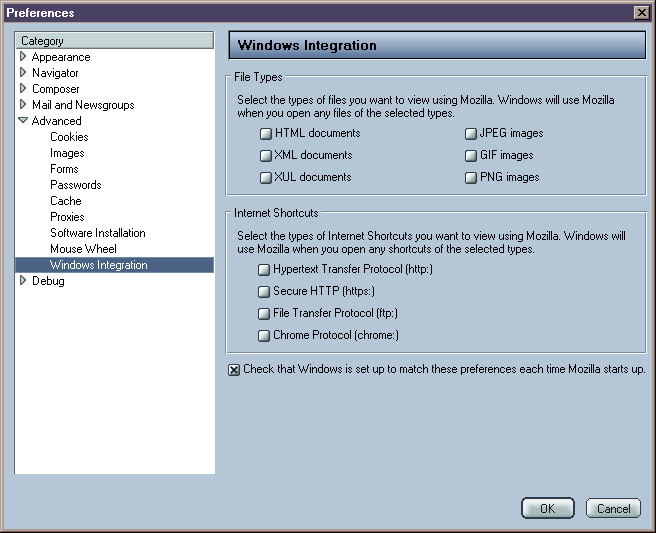 Preferences
Category
Appearance
Navigator
Composer
Mail and Newsgroups
Advanced
Cookies
Images
Forms
Passwords
Cache
Proxies
Software Installation
Mouse Wheel
Windows Integration
Debug
Windows Integration
File Types
Select the types of files you want to view using Mozilla. Windows will use Mozilla
when you open any files of the selected types.
HTML documents
JPEG images
XML documents
GIF images
XUL documents
PNG images
Internet Shortcuts
Select the types of Internet Shortcuts you want to view using Mozilla. Windows will
use Mozilla when you open any shortcuts of the selected types.
Hypertext Transfer Protocol (http:)
Secure HTTP (https:)
File Transfer Protocol (ftp:)
Chrome Protocol (chrome:)
Check that Windows is set up to match these preferences each time Mozilla starts up.
OK
Cancel